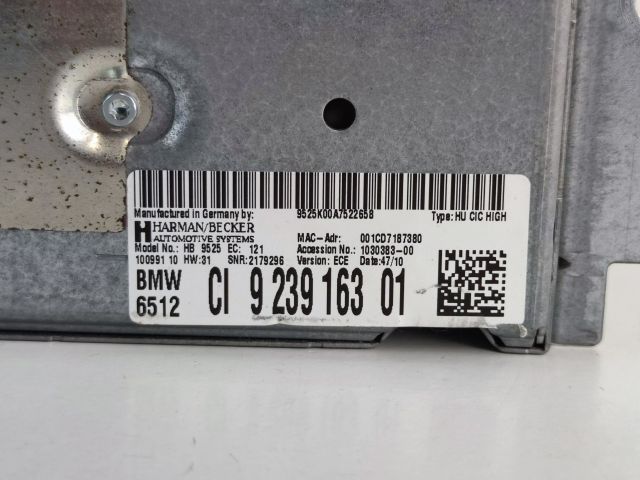 Manufactured in Germany by: 9525K00A7522658 Type: HU CIC HIGH
H HARMAN/BECKER
AUTOMOTIVE SYSTEMS MAC-Adr: 001CD7187380
Model No.: HB 9525 EC: 121 Accession No.: 1030383-00
100991 10 HW:31 SNR:2179296 Version: ECE Date:47/10
BMW
6512 CI 9 239 163 01